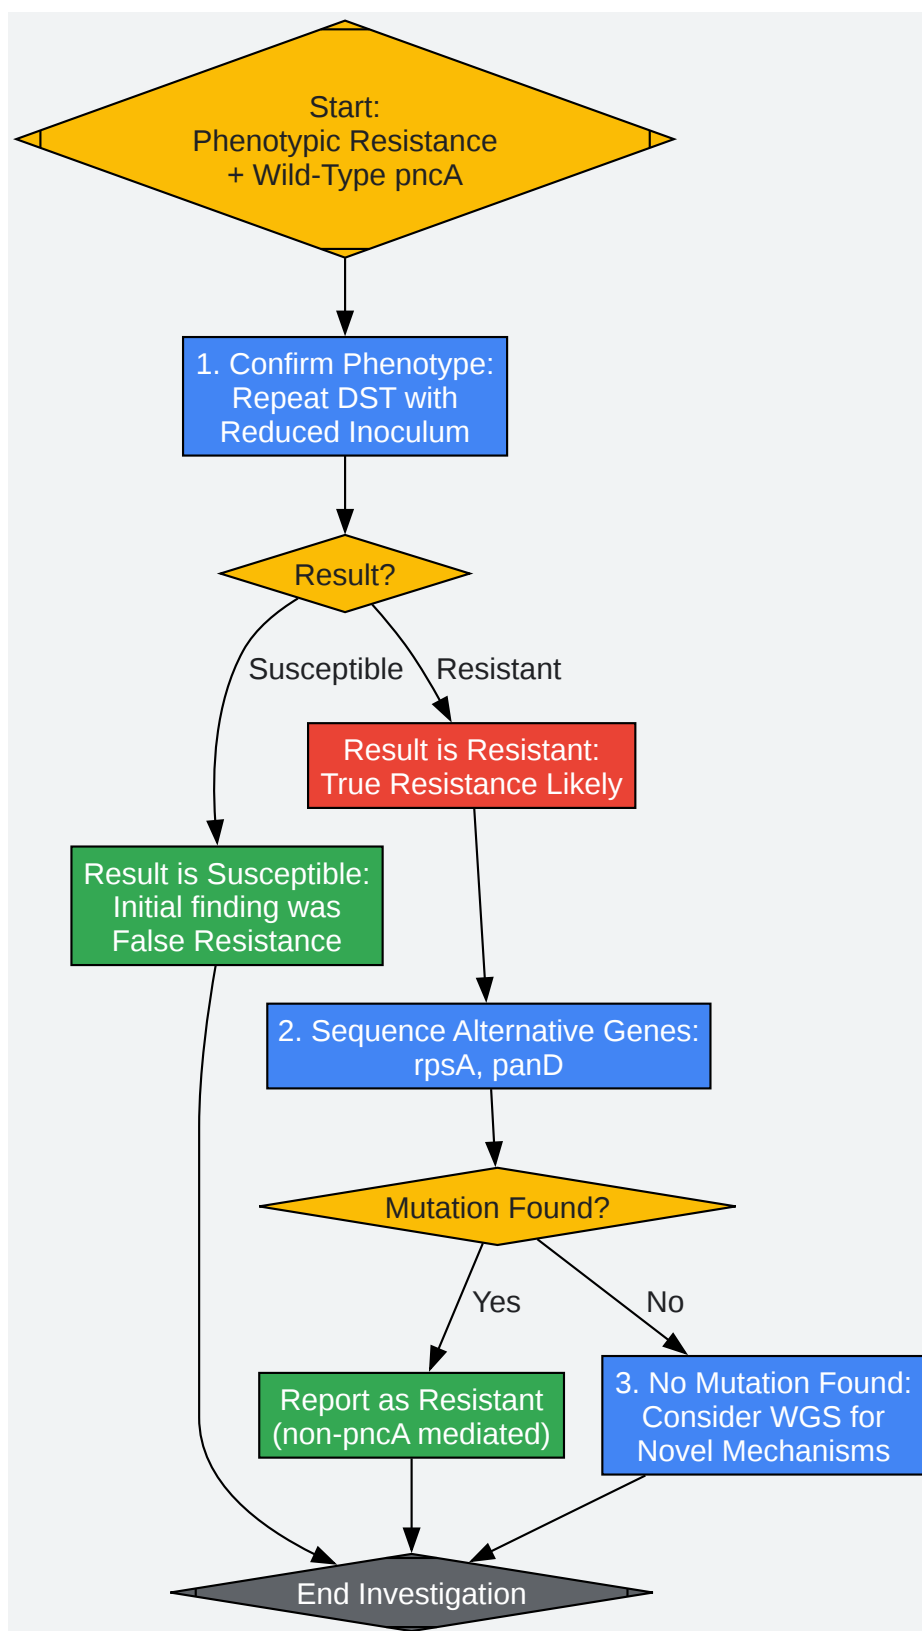 Start:
Phenotypic Resistance
+ Wild-Type pncA
1. Confirm Phenotype:
Repeat DST with
Reduced Inoculum
Result?
Susceptible
Resistant
Result is Resistant:
True Resistance Likely
Result is Susceptible:
Initial finding was
False Resistance
2. Sequence Alternative Genes:
rpsA, panD
Mutation Found?
Yes
No
Report as Resistant
(non-pncA mediated)
3. No Mutation Found:
Consider WGS for
Novel Mechanisms
End Investigation